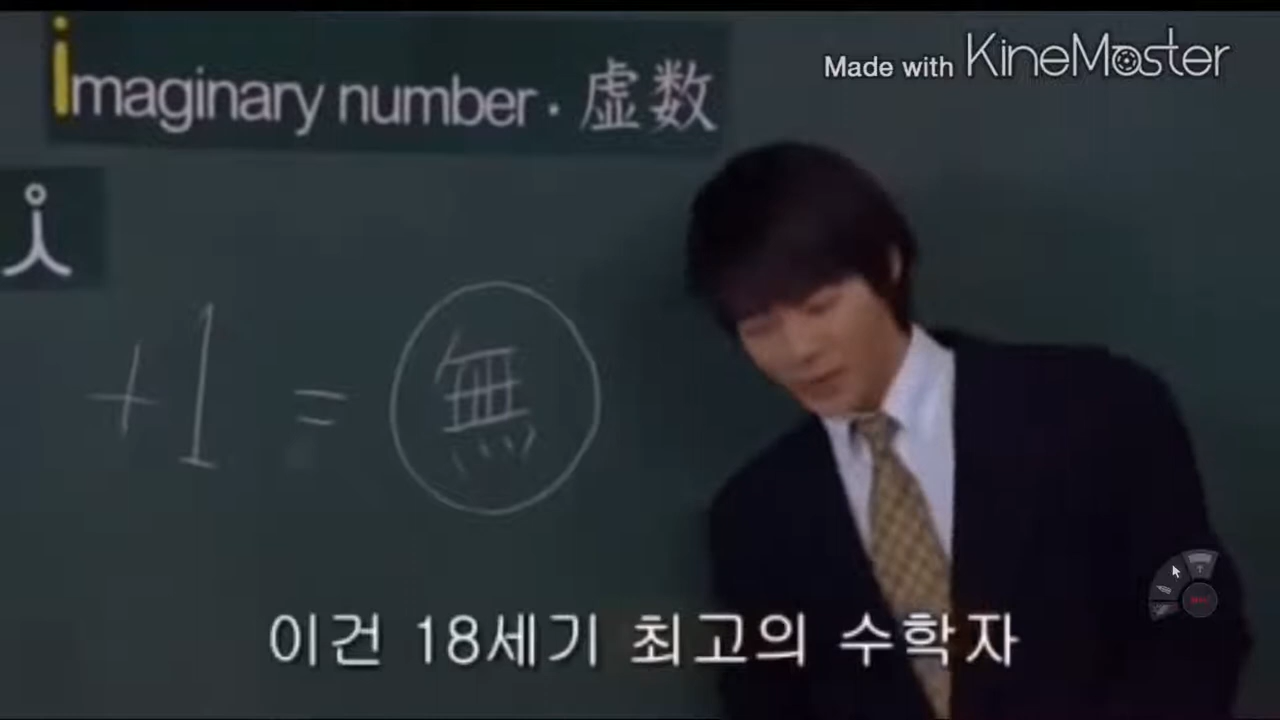 imaginary number・虚数
Made with KineMaster
i
+1 = 無
이건 18세기 최고의 수학자